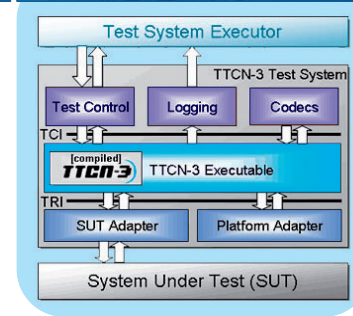 Test System Executor
TTCN-3 Test System
Test Control
Logging
Codecs
TCI
[compiled]
TTCN-3
TTCN-3 Executable
TRI
SUT Adapter
Platform Adapter
System Under Test (SUT)